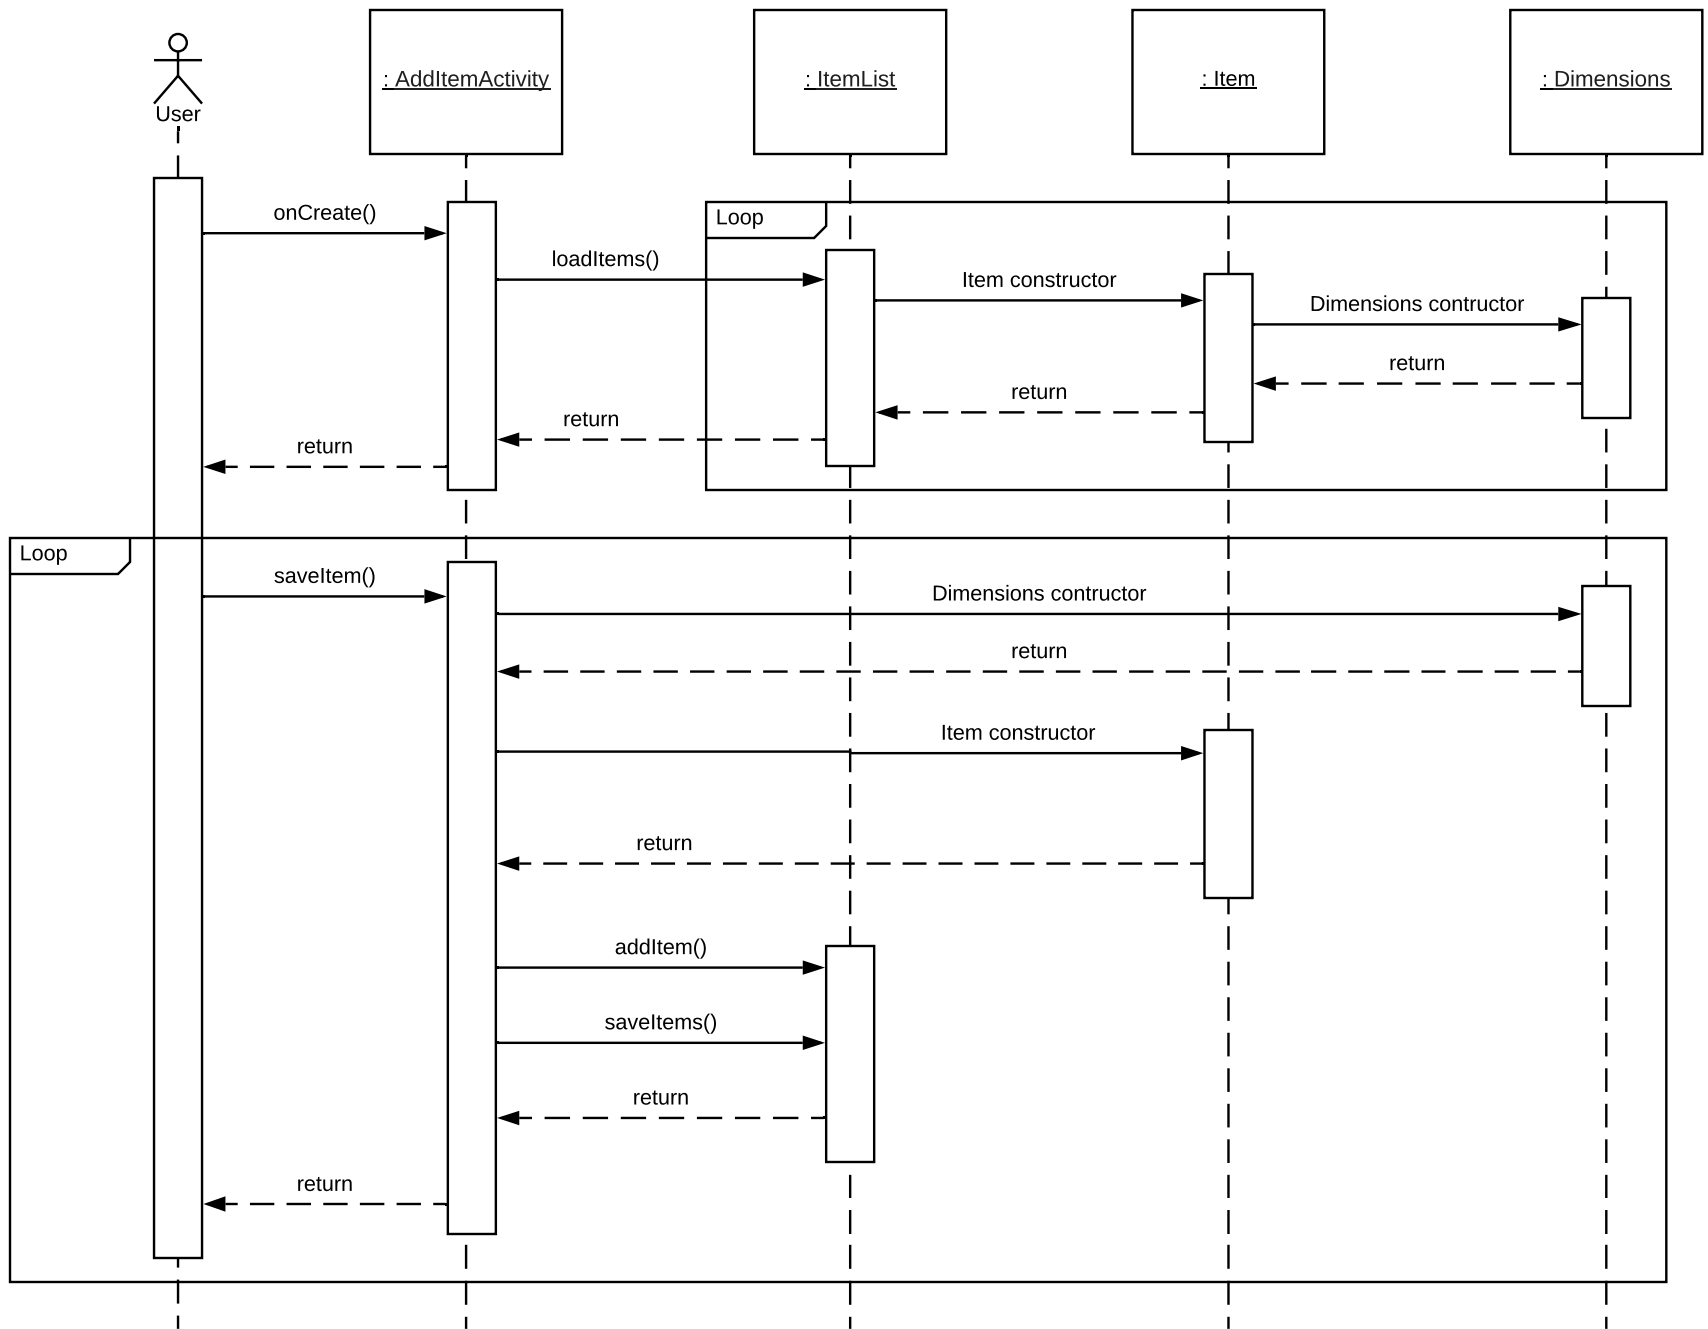 User
: AddItemActivity
: ItemList
: Item
: Dimensions
onCreate()
Loop
loadItems()
Item constructor
Dimensions contructor
return
return
return
return
Loop
saveItem()
Dimensions contructor
return
Item constructor
return
addItem()
saveItems()
return
return